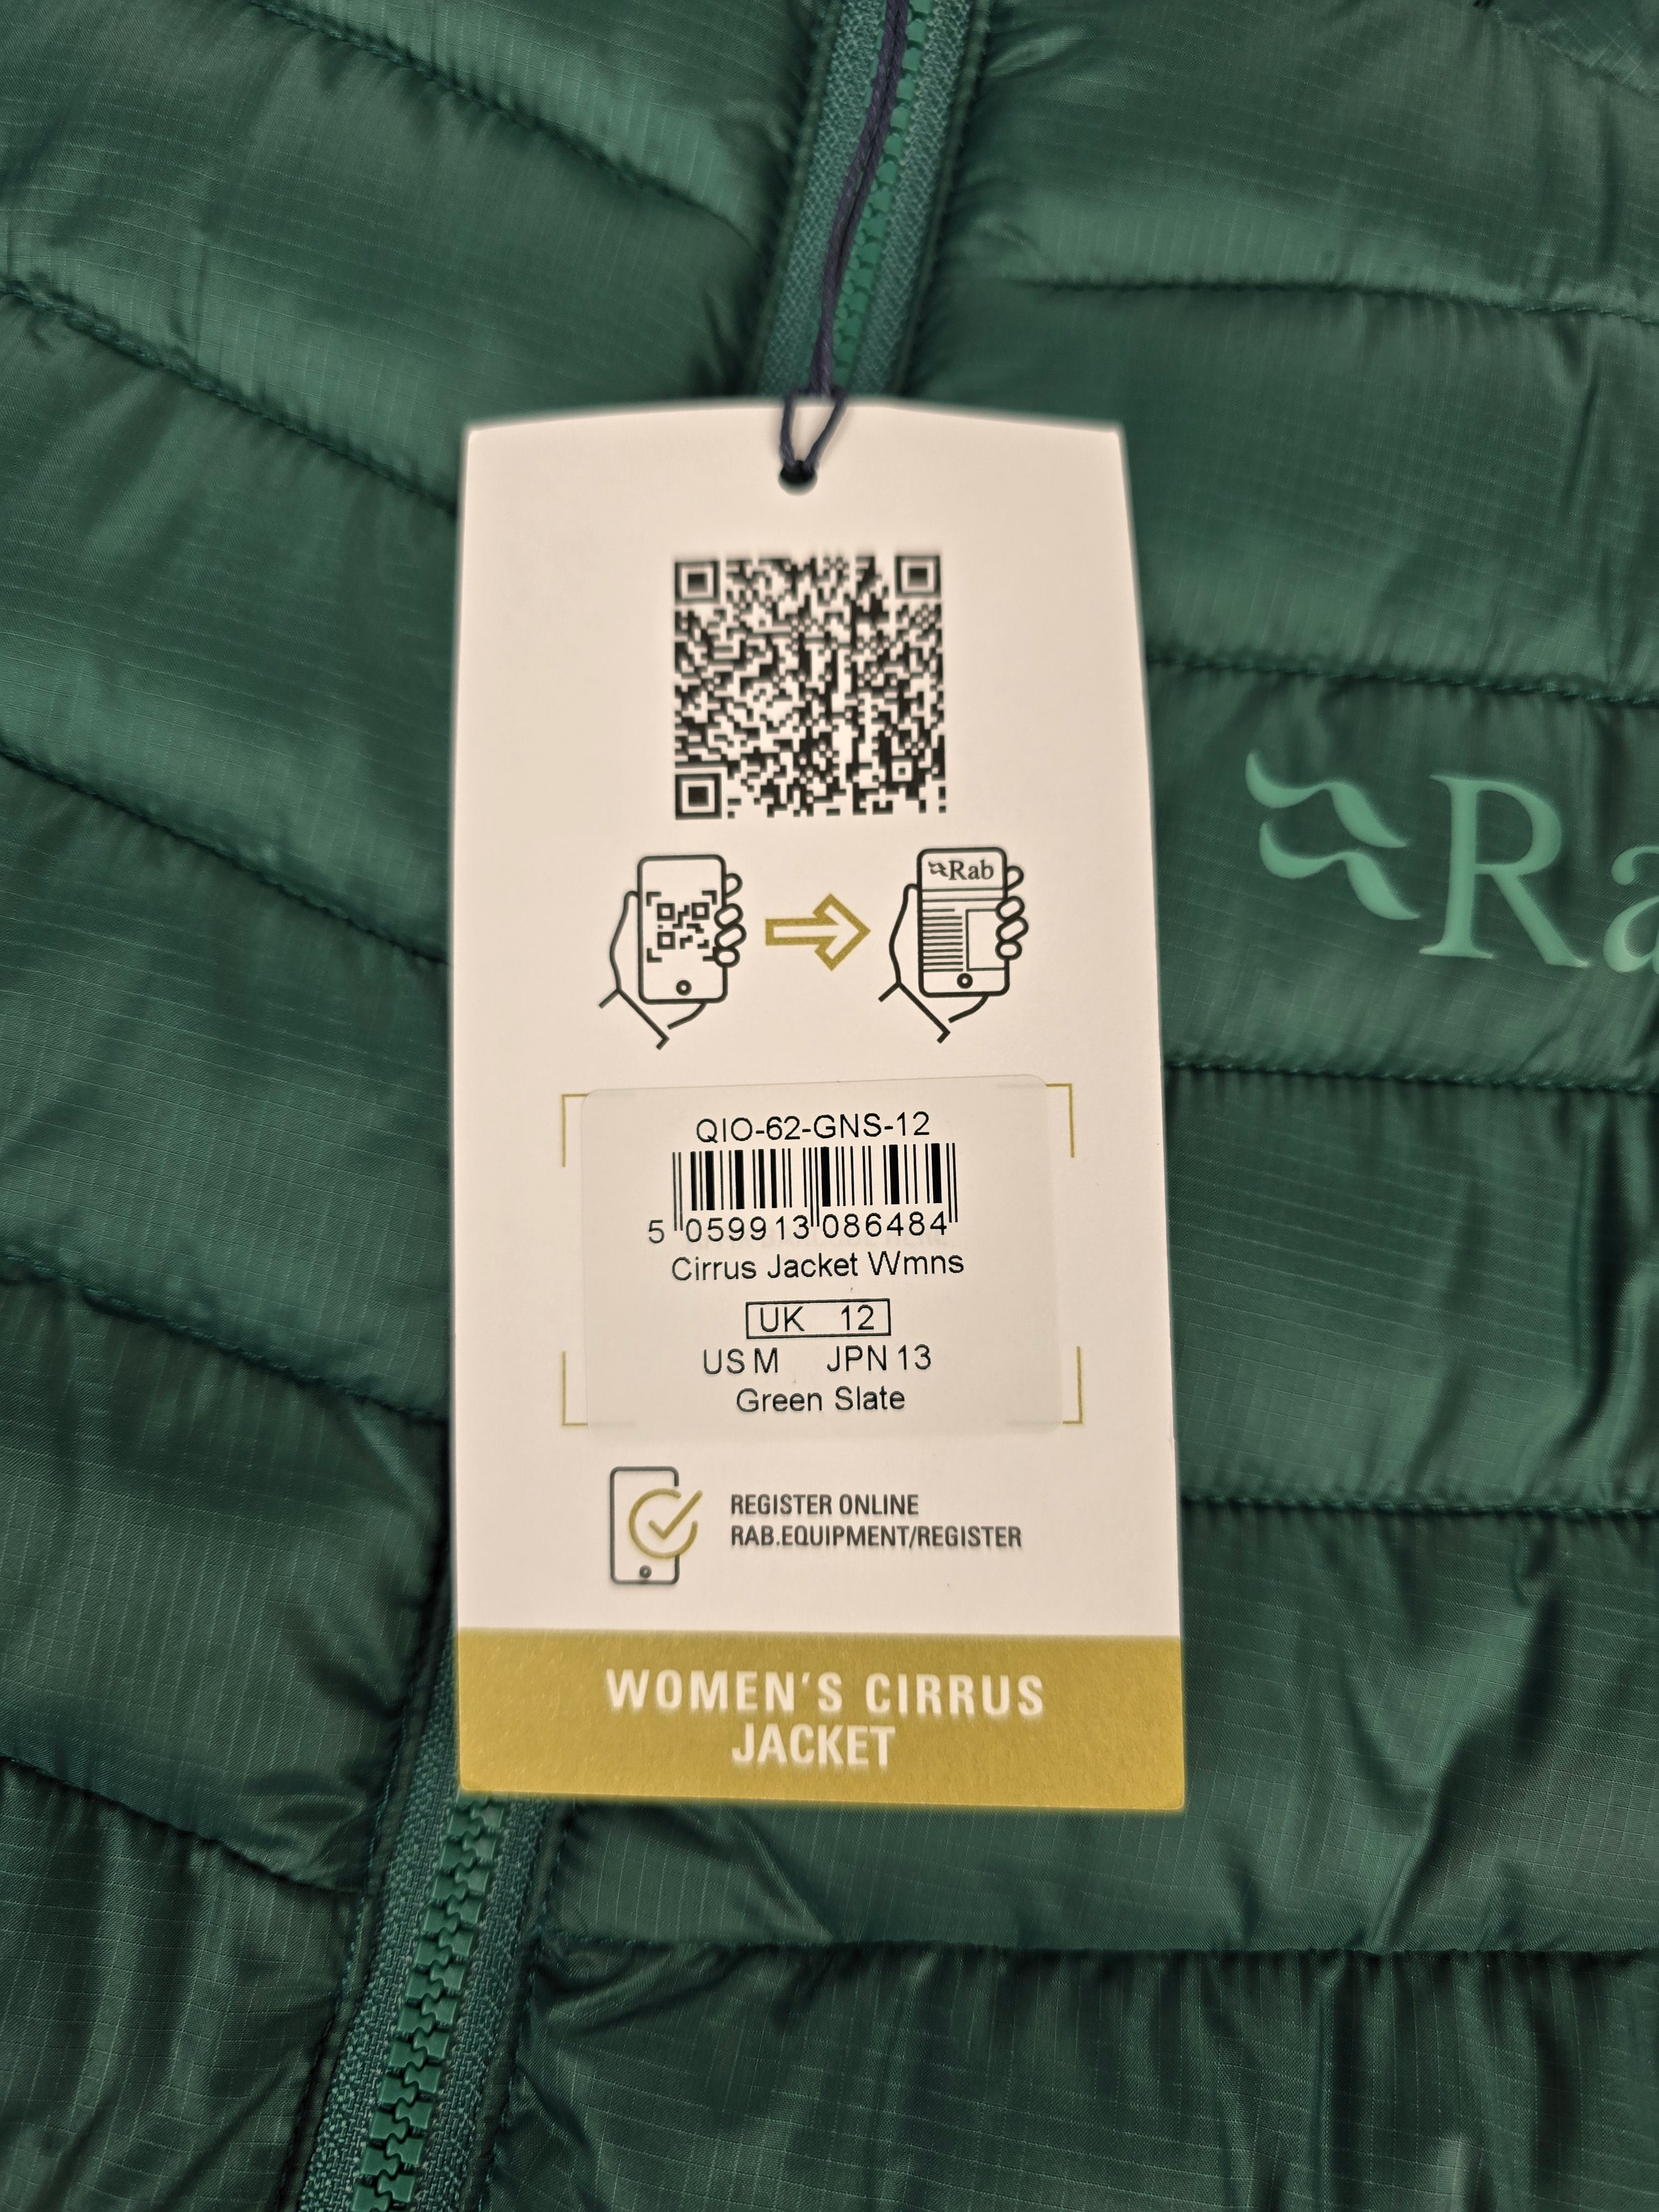 Rab
QIO-62-GNS-12
5 059913 086484
Cirrus Jacket Wmns
UK 12
US M JPN 13
Green Slate
REGISTER ONLINE
RAB.EQUIPMENT/REGISTER
WOMEN'S CIRRUS
JACKET
Ra